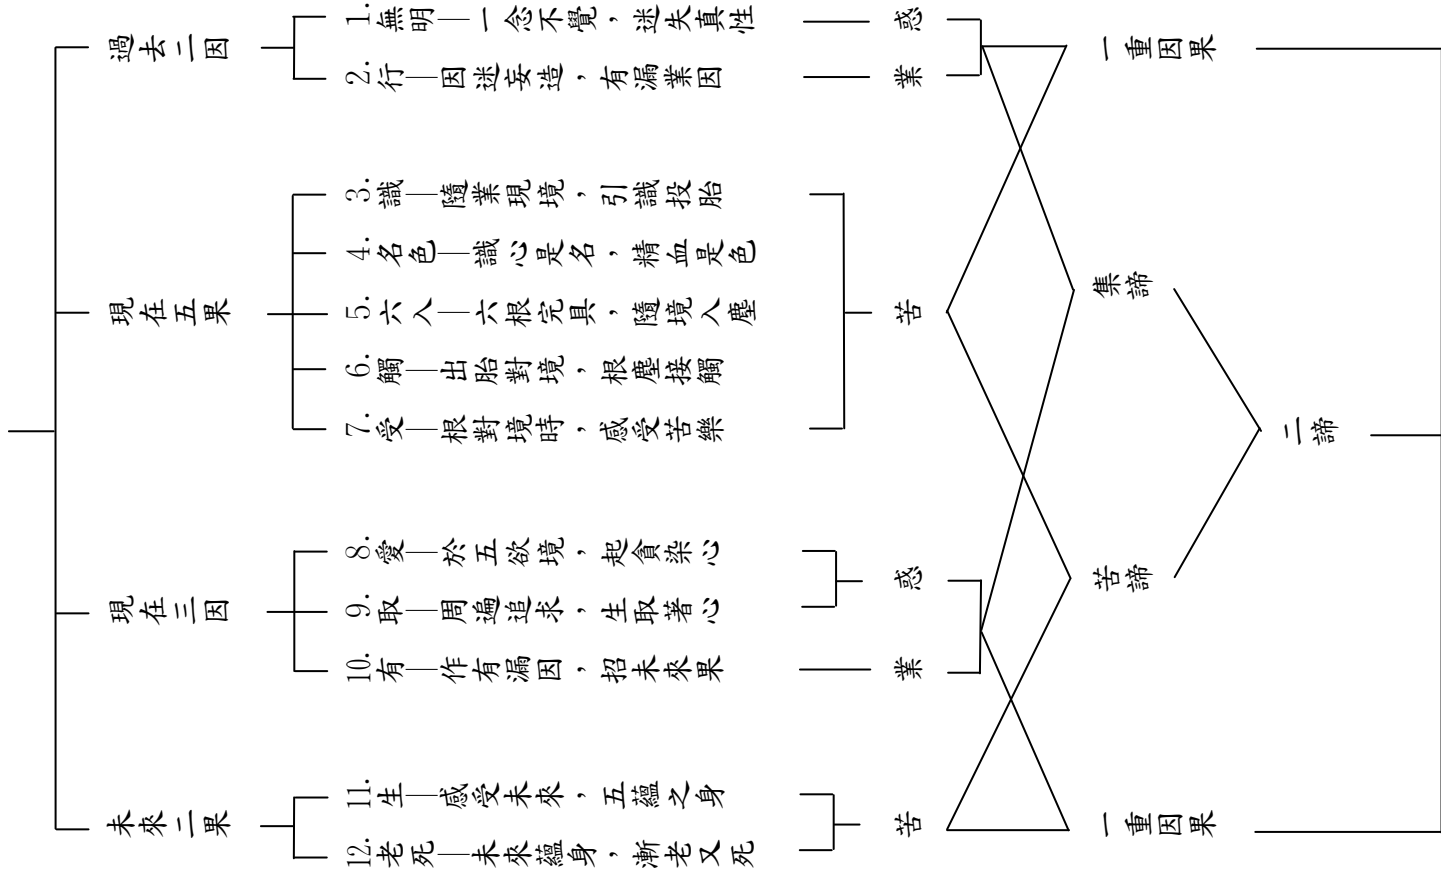 過去二因
1.無明—一念不覺，迷失真性
惑
2.行—因迷妄造，有漏業因
業
一重因果
現在五果
3.識—隨業現境，引識投胎
4.名色—識心是名，精血是色
5.六入—六根完具，隨境入塵
6.觸—出胎對境，根塵接觸
7.受—根對境時，感受苦樂
苦
集諦
二諦
現在三因
8.愛—於五欲境，起貪染心
9.取—周遍追求，生取著心
惑
10.有—作有漏因，招未來果
業
苦諦
未來二果
11.生—感受未來，五蘊之身
12.老死—未來蘊身，漸老又死
苦
一重因果